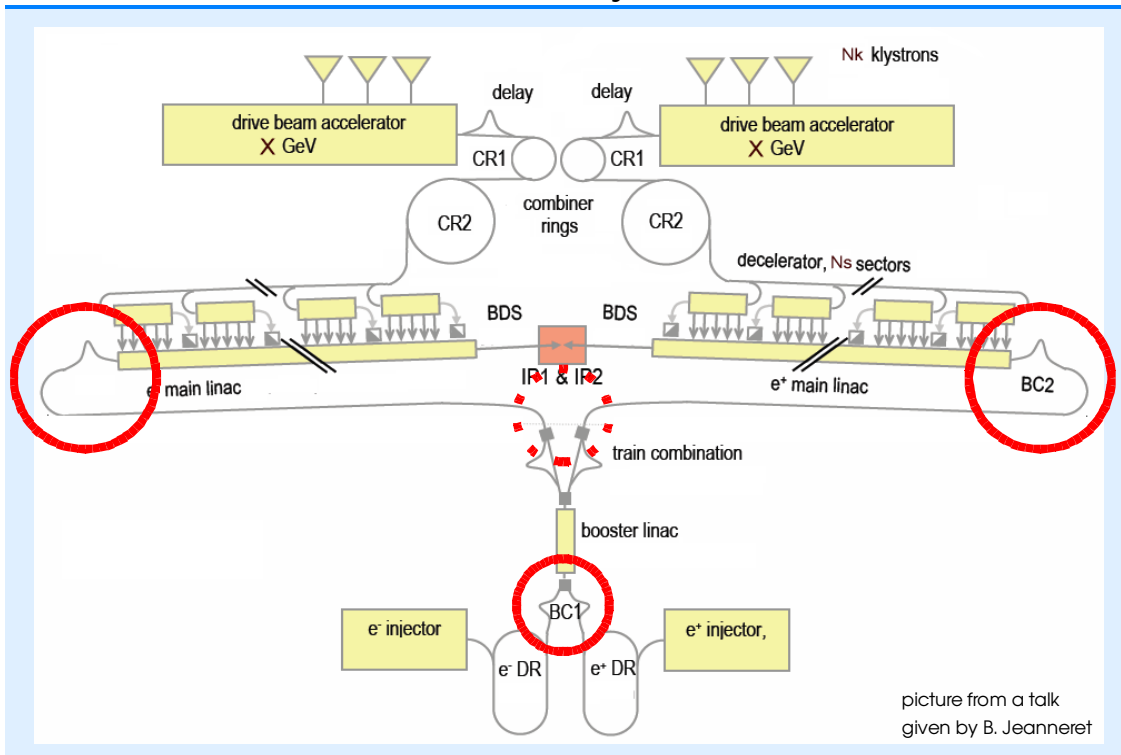 Nk klystrons
delay
delay
drive beam accelerator
X GeV
drive beam accelerator
X GeV
CR1
CR1
combiner
rings
CR2
CR2
decelerator, Ns sectors
BDS
BDS
IP1 & IP2
e⁻ main linac
e⁺ main linac
BC2
train combination
booster linac
BC1
e⁻ injector
e⁺ injector,
e⁻ DR
e⁺ DR
picture from a talk
given by B. Jeanneret